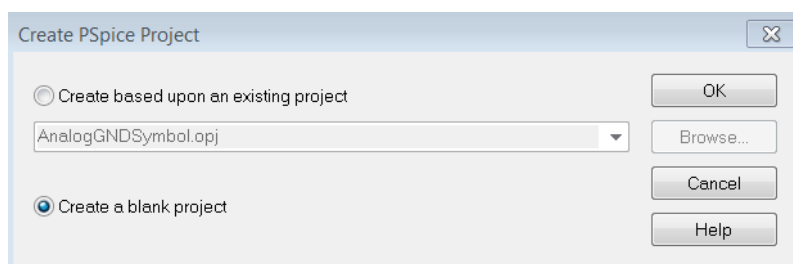 Create PSpice Project
Create based upon an existing project
OK
AnalogGNDSymbol.opj
Browse...
Cancel
Create a blank project
Help